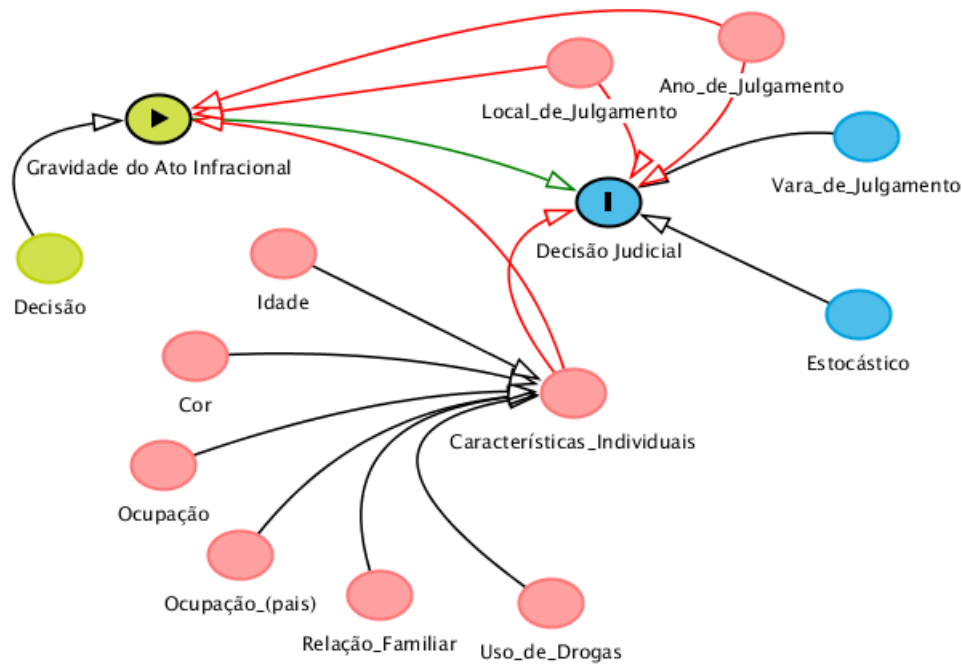 Ano_de_Julgamento
Local_de_Julgamento
Gravidade do Ato Infracional
Vara_de_Julgamento
Decisão Judicial
Idade
Decisão
Estocástico
Cor
Características_Individuais
Ocupação
Ocupação_(pais)
Relação_Familiar
Uso_de_Drogas